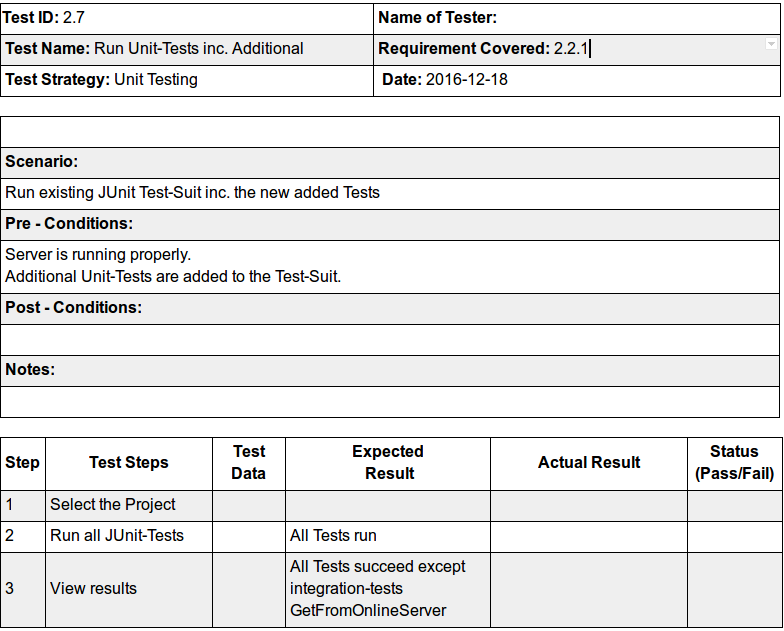 Test ID: 2.7
Name of Tester:
Test Name: Run Unit-Tests inc. Additional
Requirement Covered: 2.2.1
Test Strategy: Unit Testing
Date: 2016-12-18
Scenario:
Run existing JUnit Test-Suit inc. the new added Tests
Pre - Conditions:
Server is running properly.
Additional Unit-Tests are added to the Test-Suit.
Post - Conditions:
Notes:
Step
Test Steps
Test
Data
Expected
Result
Actual Result
Status
(Pass/Fail)
1
Select the Project
2
Run all JUnit-Tests
All Tests run
3
View results
All Tests succeed except
integration-tests
GetFromOnlineServer